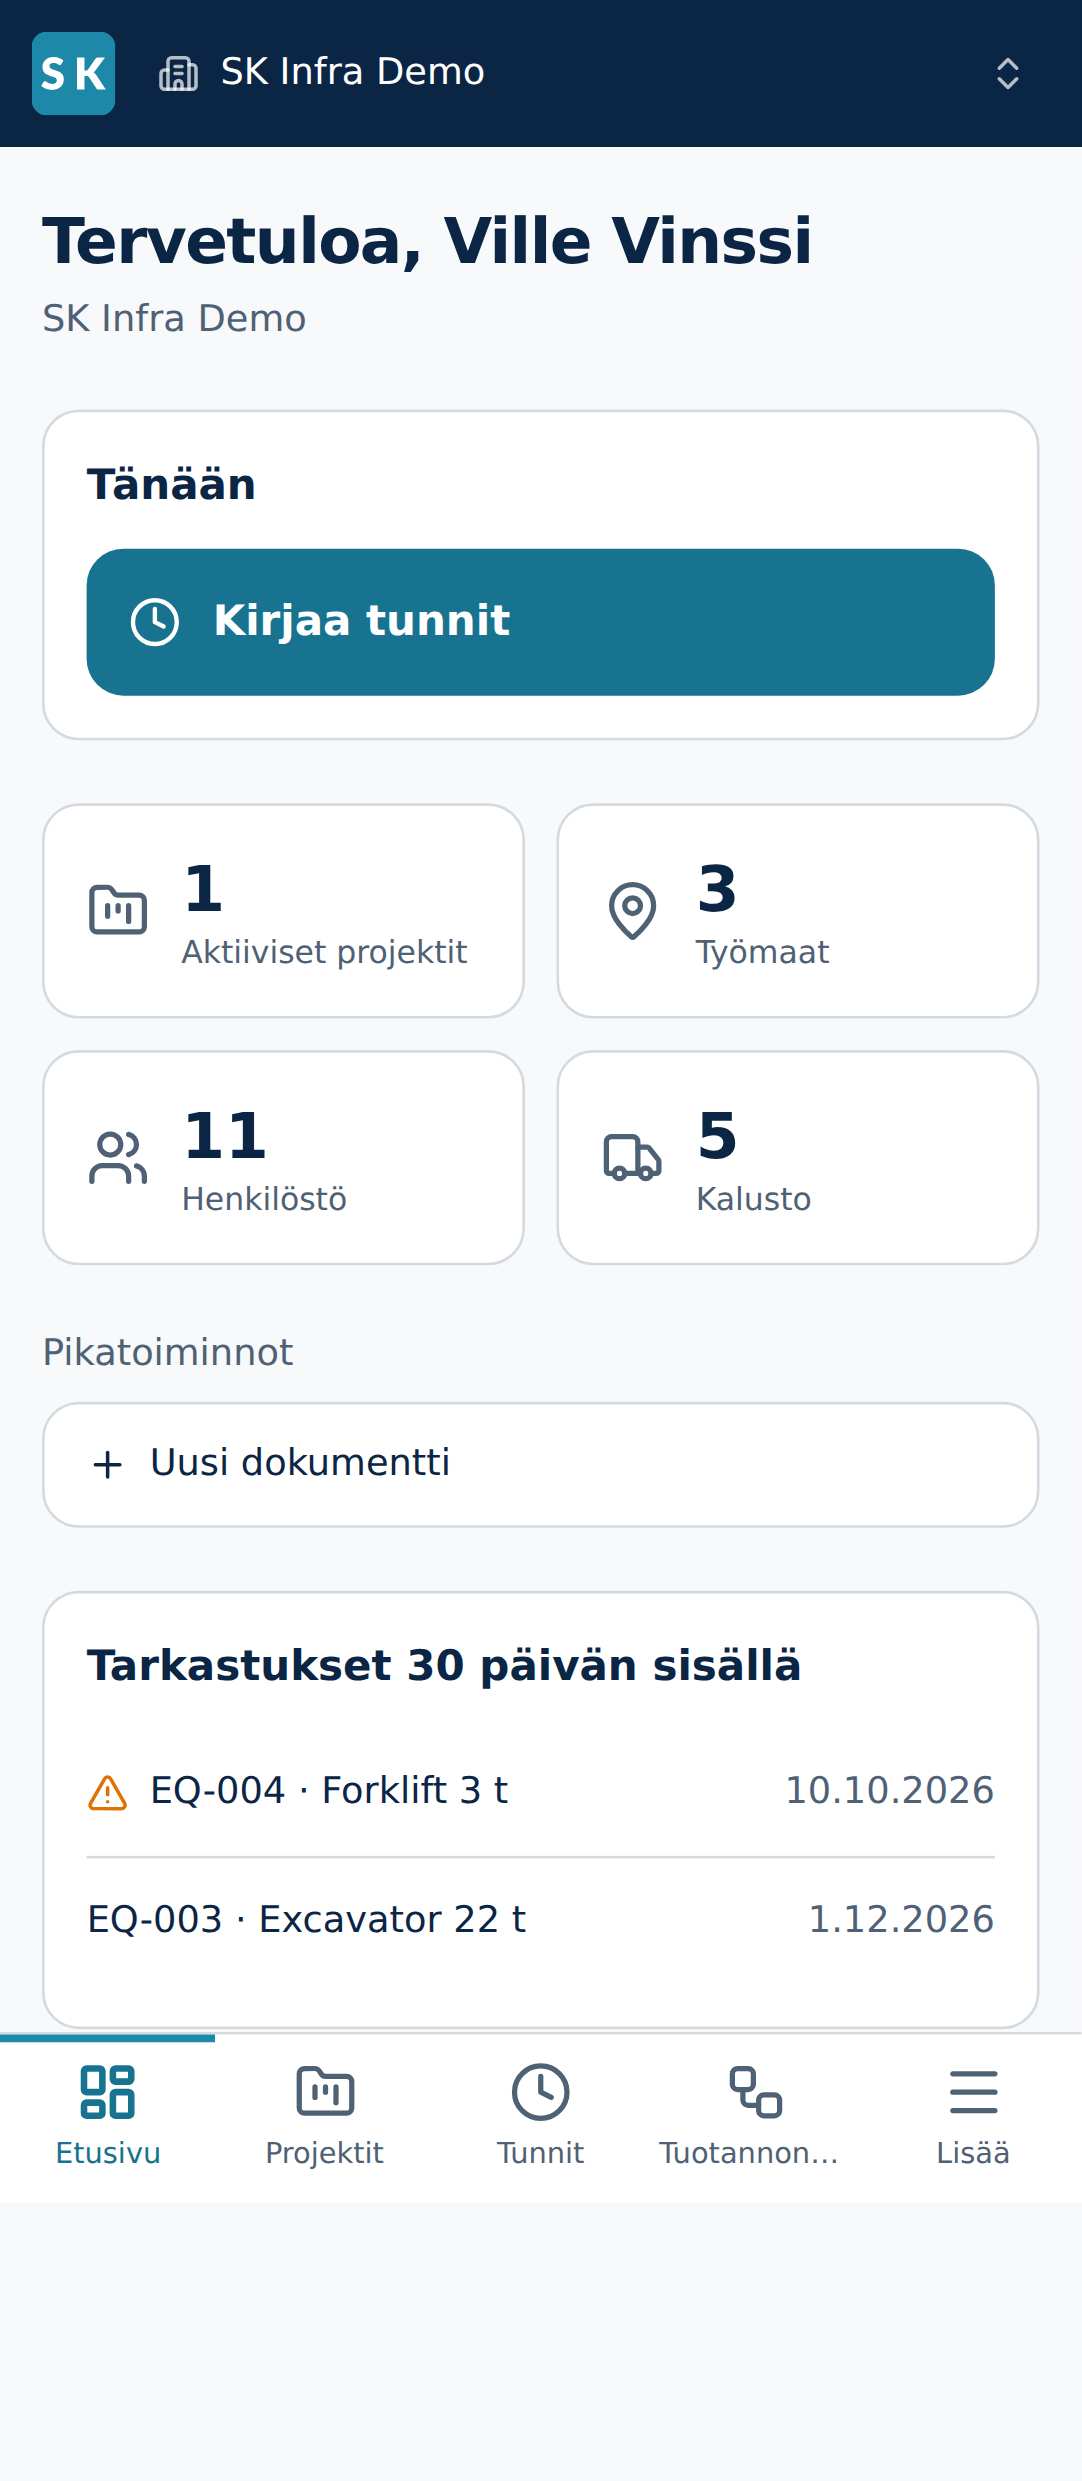 SK
SK Infra Demo
Tervetuloa, Ville Vinssi
SK Infra Demo
Tänään
Kirjaa tunnit
1
Aktiiviset projektit
3
Työmaat
11
Henkilöstö
5
Kalusto
Pikatoiminnot
Uusi dokumentti
Tarkastukset 30 päivän sisällä
EQ-004 · Forklift 3 t 10.10.2026
EQ-003 · Excavator 22 t 1.12.2026
Etusivu
Projektit
Tunnit
Tuotannon…
Lisää